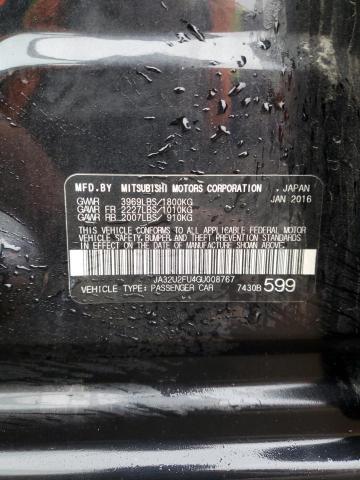 MFD.BY MITSUBISHI MOTORS CORPORATION JAPAN
GVWR 3969LBS/1800KG JAN 2016
GAWR FR 2227LBS/1010KG
GAWR RR 2007LBS/ 910KG
THIS VEHICLE CONFORMS TO ALL APPLICABLE
FEDERAL MOTOR VEHICLE
SAFETY, BUMPER, AND THEFT PREVENTION
STANDARDS IN EFFECT ON THE DATE OF
MANUFACTURE SHOWN ABOVE.
JA32U2FU4GU008767
VEHICLE TYPE: PASSENGER CAR 7430B 599